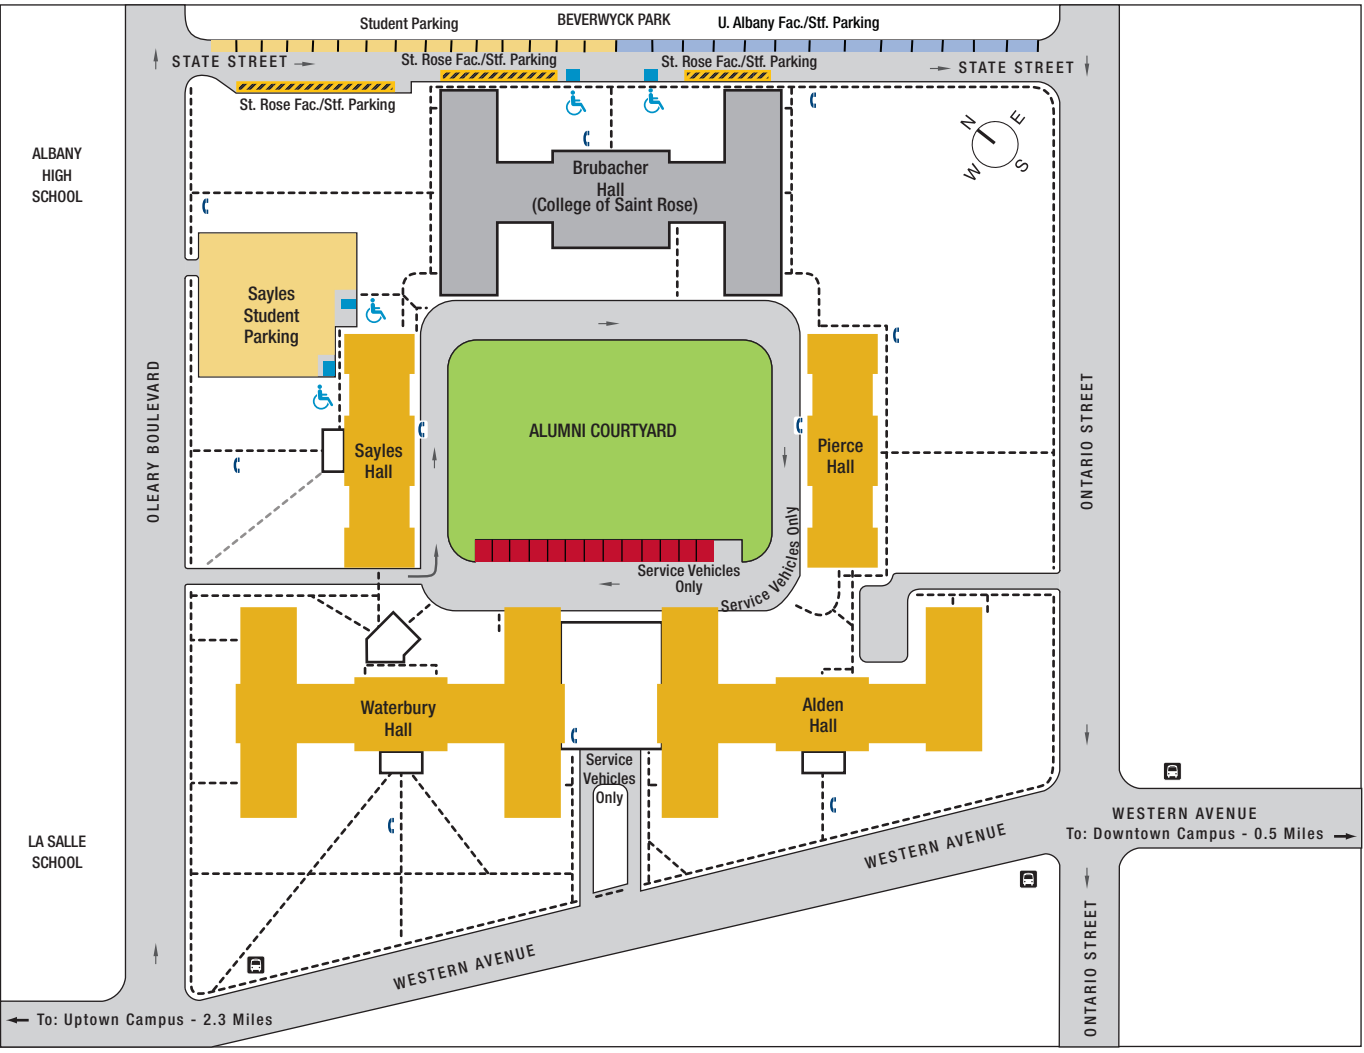 Student Parking
BEVERWYCK PARK
U. Albany Fac./Stf. Parking
STATE STREET
St. Rose Fac./Stf. Parking
St. Rose Fac./Stf. Parking
STATE STREET
St. Rose Fac./Stf. Parking
N
E
W
S
ALBANY
HIGH
SCHOOL
Brubacher
Hall
(College of Saint Rose)
Sayles
Student
Parking
OLEARY BOULEVARD
ALUMNI COURTYARD
Sayles
Hall
Pierce
Hall
ONTARIO STREET
Service Vehicles Only
Service Vehicles
Only
Service Vehicles Only
Waterbury
Hall
Alden
Hall
Service
Vehicles
Only
LA SALLE
SCHOOL
WESTERN AVENUE
To: Downtown Campus - 0.5 Miles
WESTERN AVENUE
WESTERN AVENUE
ONTARIO STREET
To: Uptown Campus - 2.3 Miles